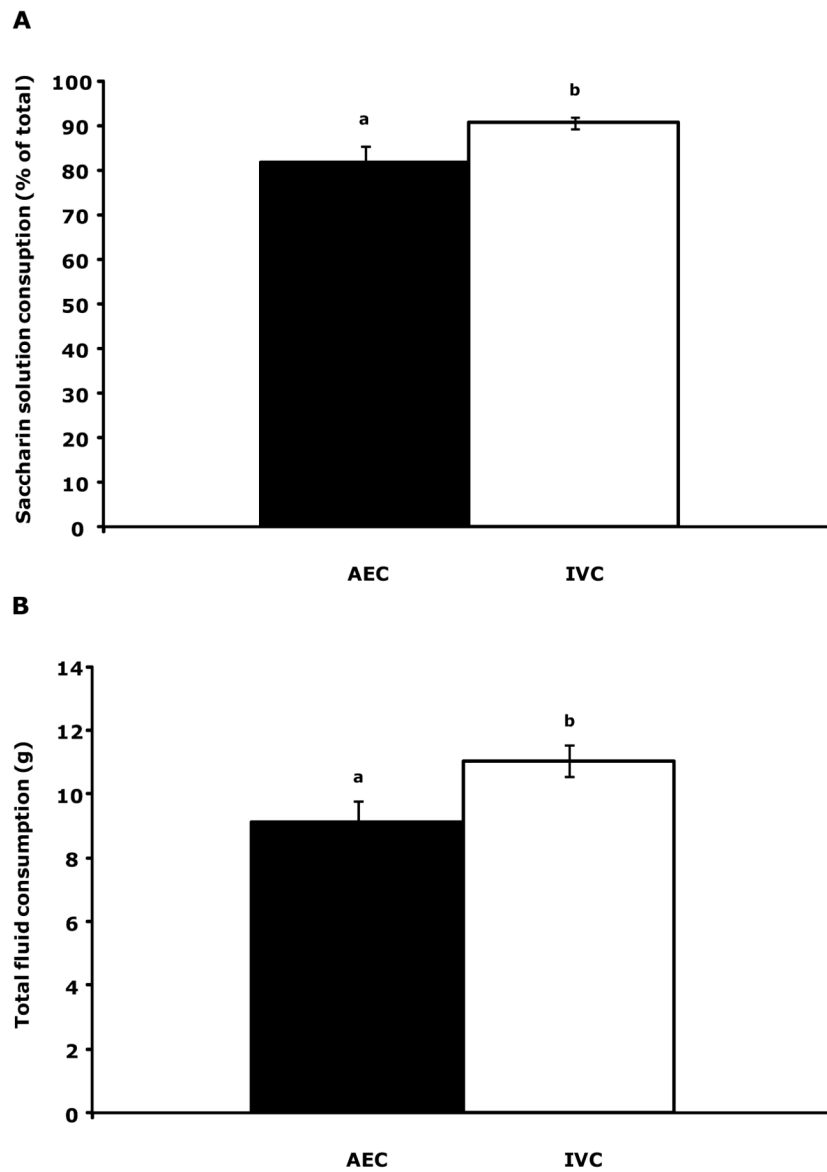 A
Saccharin solution consuption (% of total)
100
90
80
70
60
50
40
30
20
10
0
a
b
AEC
IVC
B
Total fluid consumption (g)
14
12
10
8
6
4
2
0
a
b
AEC
IVC